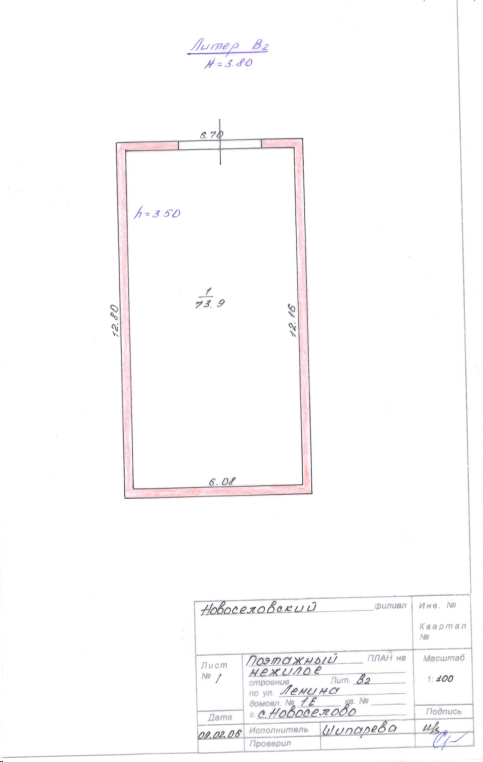 Литер В2
H=3.80
6.70
h=3.50
1
73.9
12.80
12.15
6.08
Новоселовский филиал Инв. №
Квартал №
Лист № 1
Поэтажный ПЛАН на
нежилое
строение Лит. В2
по ул. Ленина
домовл. № 1Е кв. №
с. Новоселово
Масштаб
1: 100
Дата
Подпись
09.02.06 Исполнитель Шипарева
Проверил